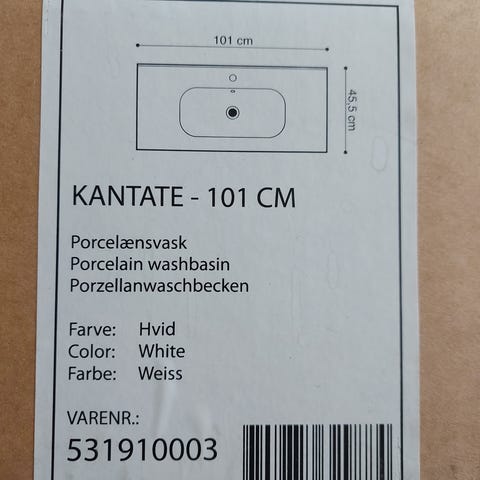 101 cm
45,5 cm
KANTATE - 101 CM
Porcelænsvask
Porcelain washbasin
Porzellanwaschbecken
Farve: Hvid
Color: White
Farbe: Weiss
VARENR.:
531910003